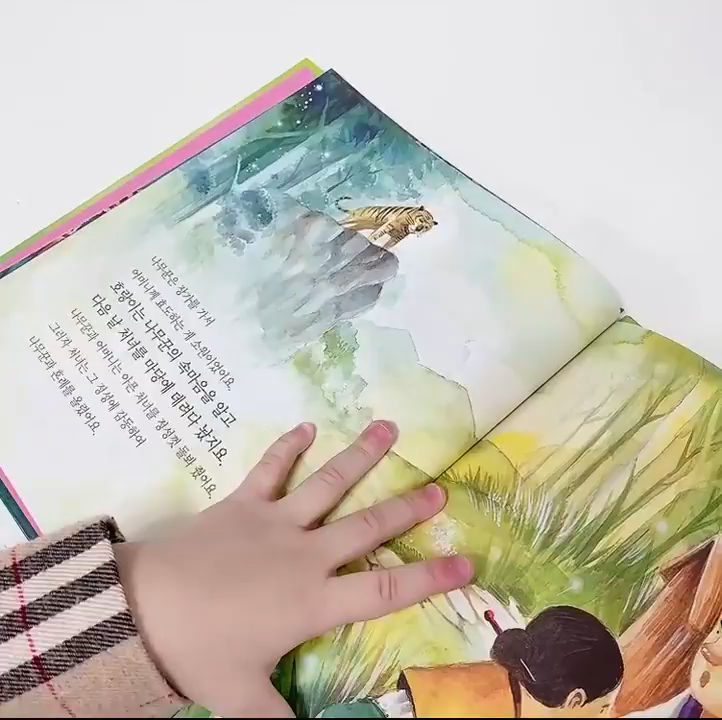 나무꾼은 장가를 가서
어머니께 효도하는 게 소원이었어요.
호랑이는 나무꾼의 속마음을 알고
다음 날 처녀를 마당에 데려다 놨지요.
나무꾼과 어머니는 아픈 처녀를 정성껏 돌봐 줬어요.
그러자 처녀는 그 정성에 감동하여
나무꾼과 혼례를 올렸어요.